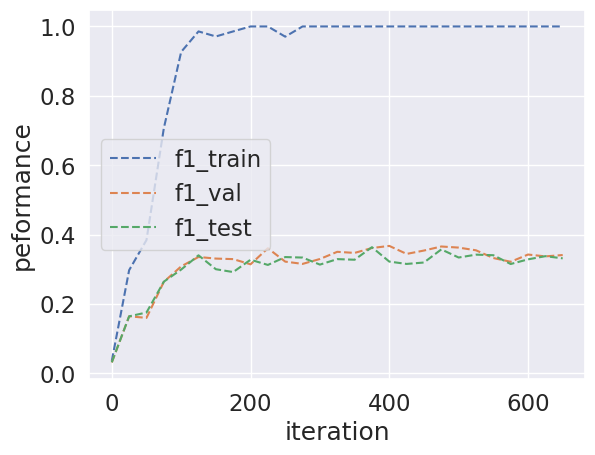 1.0
0.8
0.6
0.4
0.2
0.0
peformance
f1_train
f1_val
f1_test
0 200 400 600
iteration